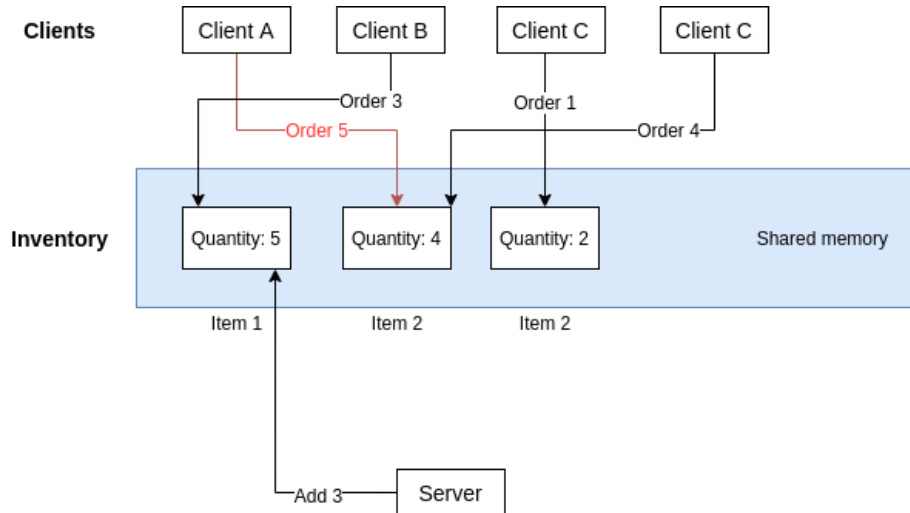 Clients
Client A
Client B
Client C
Client C
Order 3
Order 1
Order 5
Order 4
Inventory
Quantity: 5
Quantity: 4
Quantity: 2
Shared memory
Item 1
Item 2
Item 2
Add 3
Server